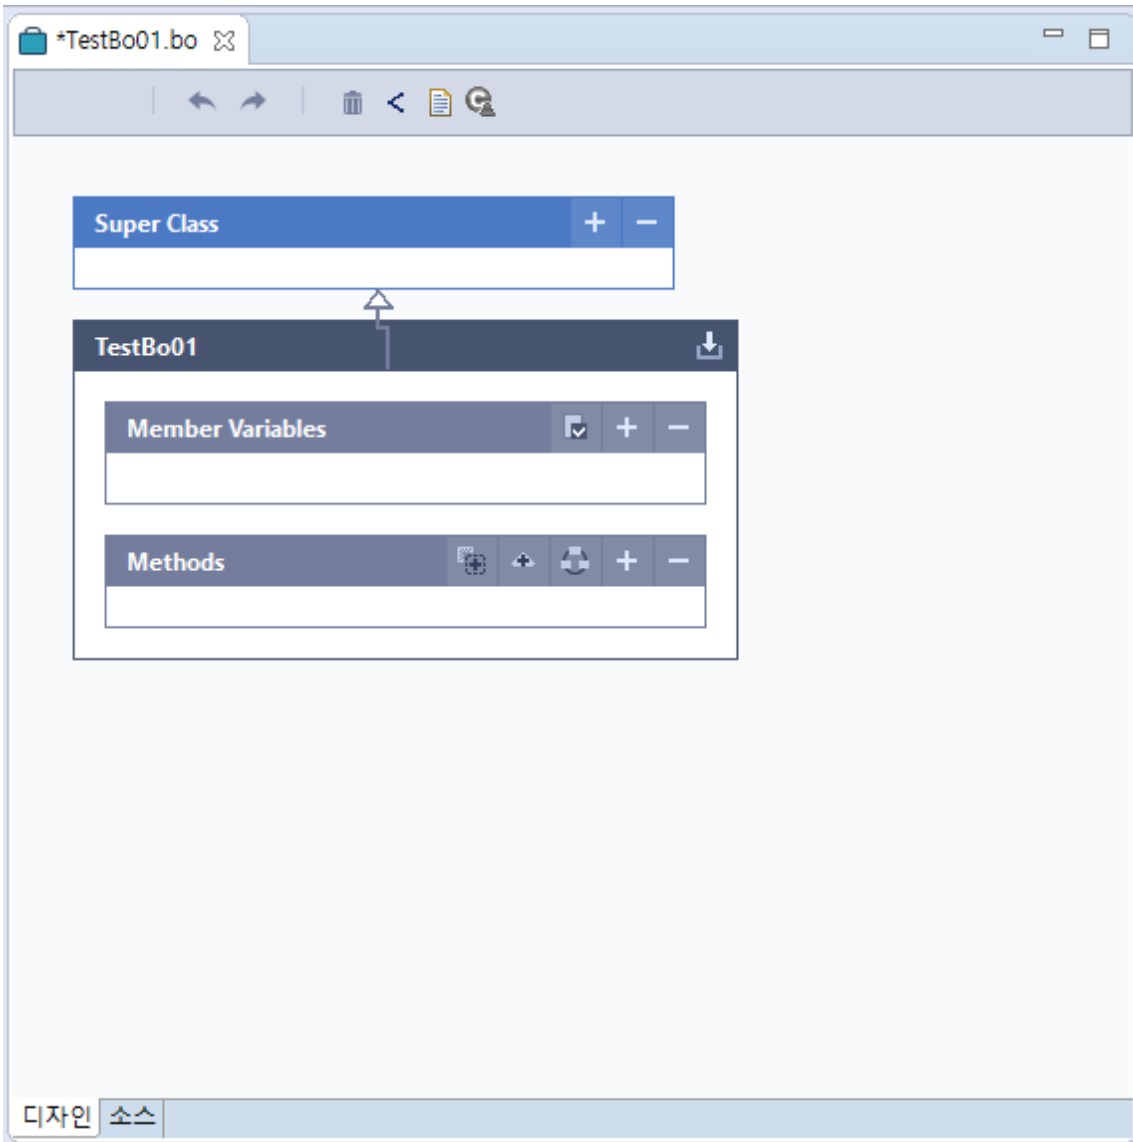 *TestBo01.bo
Super Class
TestBo01
Member Variables
Methods
디자인 소스